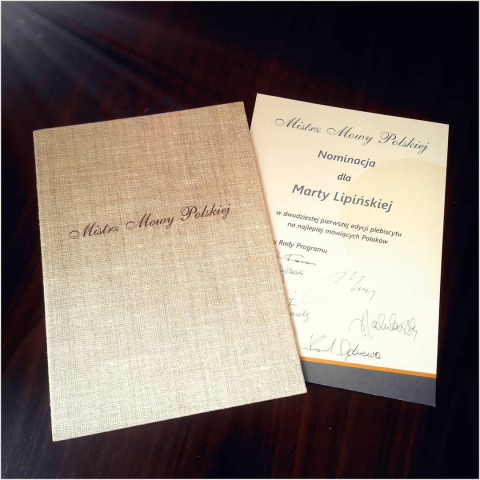 Mistrz Mowy Polskiej
Mistrz Mowy Polskiej
Nominacja
dla
Marty Lipińskiej
w dwudziestej pierwszej edycji plebiscytu
na najlepiej mówiących Polaków
Rady Programu